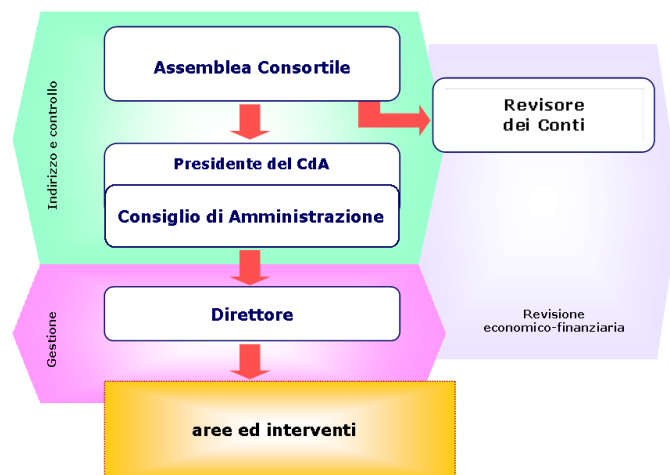 Assemblea Consortile
Revisore
dei Conti
Indirizzo e controllo
Presidente del CdA
Consiglio di Amministrazione
Direttore
Gestione
Revisione
economico-finanziaria
aree ed interventi